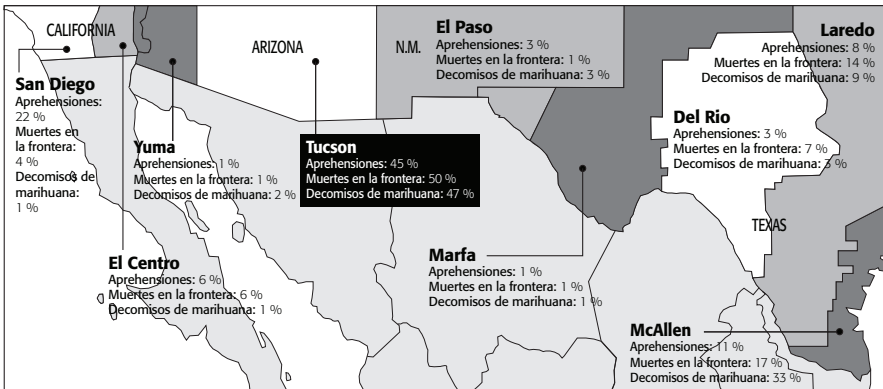 CALIFORNIA
ARIZONA
N.M.
El Paso
Aprehensiones: 3 %
Muertes en la frontera: 1 %
Decomisos de marihuana: 3 %
Laredo
Aprehensiones: 8 %
Muertes en la frontera: 14 %
Decomisos de marihuana: 9 %
San Diego
Aprehensiones:
22 %
Muertes en
la frontera:
4 %
Decomisos de
marihuana:
1 %
Yuma
Aprehensiones: 1 %
Muertes en la frontera: 1 %
Decomisos de marihuana: 2 %
Tucson
Aprehensiones: 45 %
Muertes en la frontera: 50 %
Decomisos de marihuana: 47 %
Del Rio
Aprehensiones: 3 %
Muertes en la frontera: 7 %
Decomisos de marihuana: 3 %
TEXAS
El Centro
Aprehensiones: 6 %
Muertes en la frontera: 6 %
Decomisos de marihuana: 1 %
Marfa
Aprehensiones: 1 %
Muertes en la frontera: 1 %
Decomisos de marihuana: 1 %
McAllen
Aprehensiones: 11 %
Muertes en la frontera: 17 %
Decomisos de marihuana: 33 %